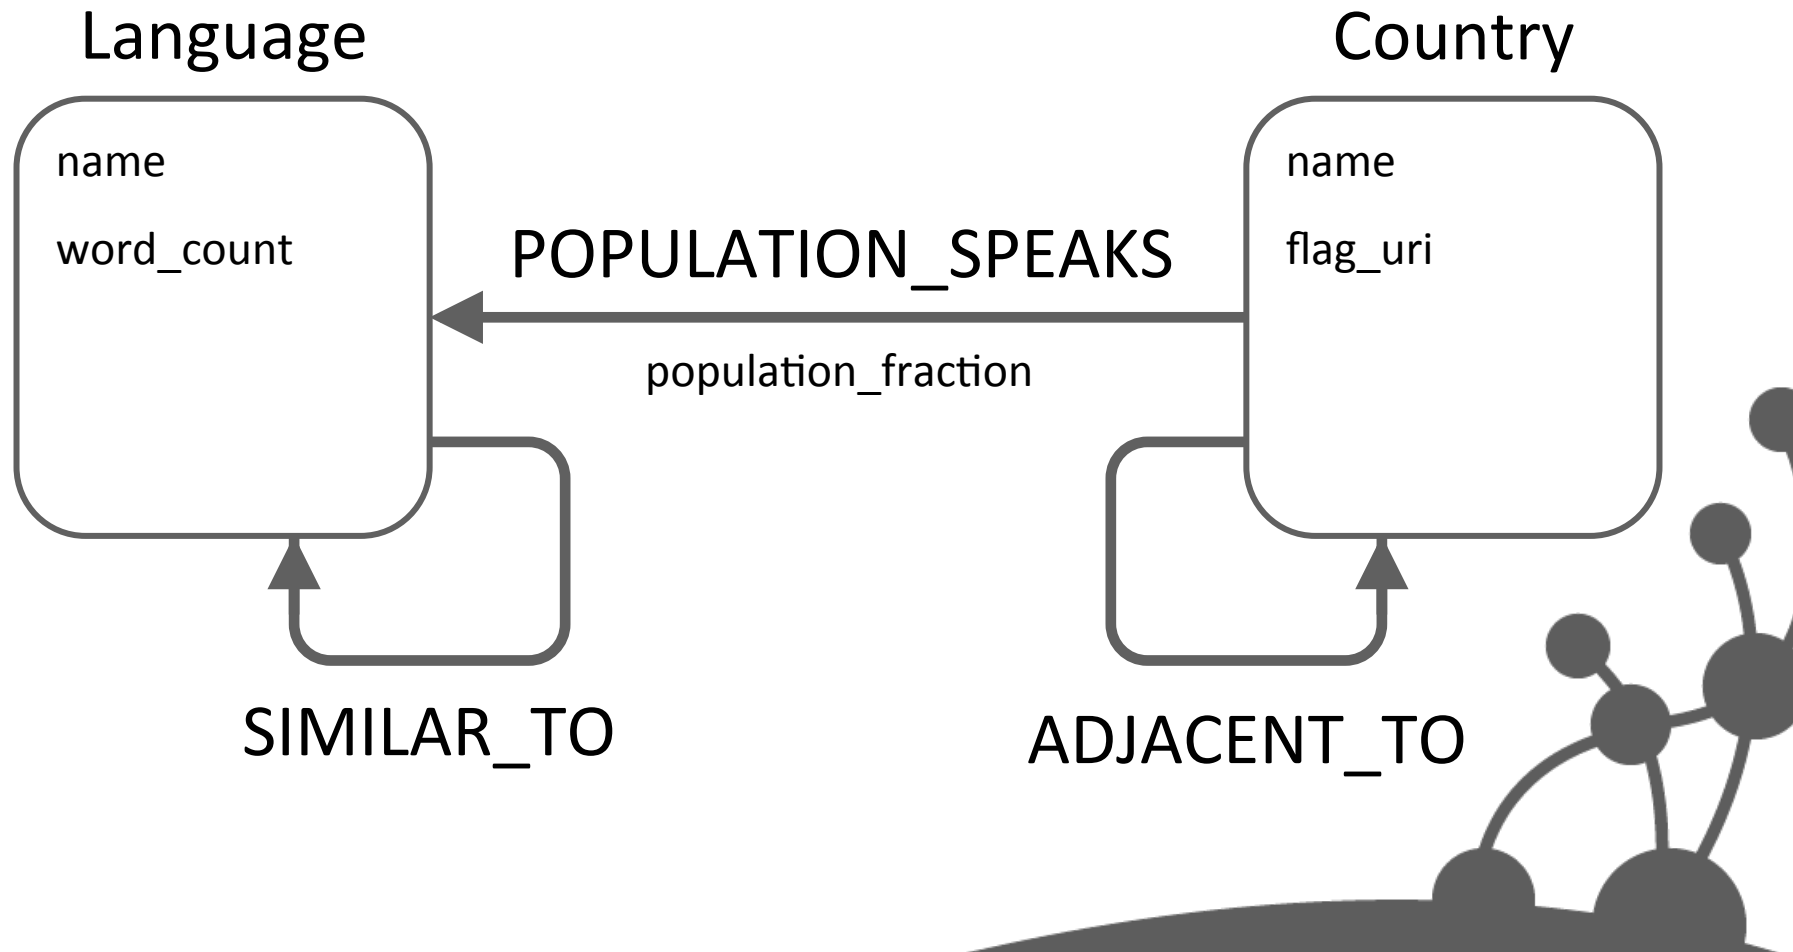 Language
Country
name
word_count
name
flag_uri
POPULATION_SPEAKS
population_fraction
SIMILAR_TO
ADJACENT_TO